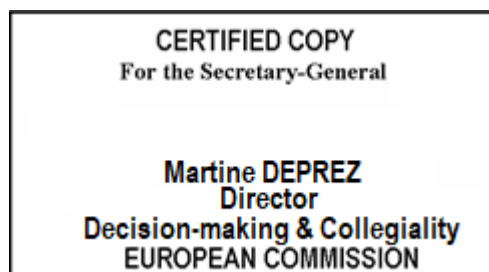 CERTIFIED COPY
For the Secretary-General
Martine DEPREZ
Director
Decision-making & Collegiality
EUROPEAN COMMISSION